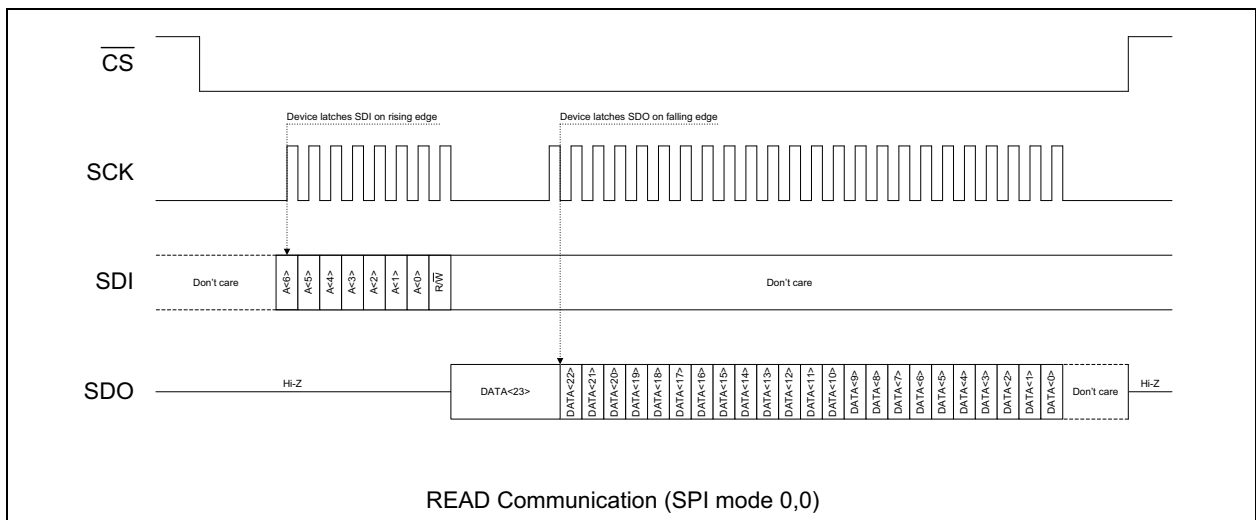 CS
Device latches SDI on rising edge
Device latches SDO on falling edge
SCK
SDI
Don't care
A<6>
A<5>
A<4>
A<3>
A<2>
A<1>
A<0>
R/W
Don't care
SDO
Hi-Z
DATA<23>
DATA<22>
DATA<21>
DATA<20>
DATA<19>
DATA<18>
DATA<17>
DATA<16>
DATA<15>
DATA<14>
DATA<13>
DATA<12>
DATA<11>
DATA<10>
DATA<9>
DATA<8>
DATA<7>
DATA<6>
DATA<5>
DATA<4>
DATA<3>
DATA<2>
DATA<1>
DATA<0>
Don't care
Hi-Z
READ Communication (SPI mode 0,0)